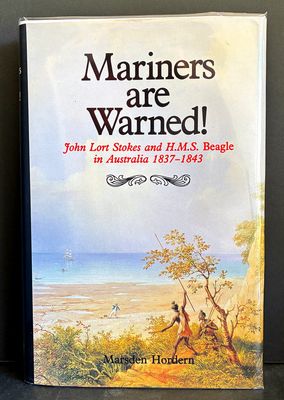 Mariners
are
Warned!
John Lort Stokes and H.M.S. Beagle
in Australia 1837–1843
Marsden Hordern